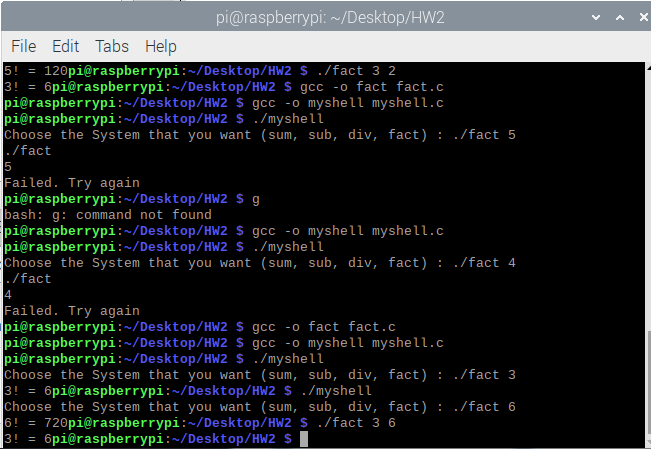 pi@raspberrypi: ~/Desktop/HW2
File Edit Tabs Help
5! = 120pi@raspberrypi:~/Desktop/HW2 $ ./fact 3 2
3! = 6pi@raspberrypi:~/Desktop/HW2 $ gcc -o fact fact.c
pi@raspberrypi:~/Desktop/HW2 $ gcc -o myshell myshell.c
pi@raspberrypi:~/Desktop/HW2 $ ./myshell
Choose the System that you want (sum, sub, div, fact) : ./fact 5
./fact
5
Failed. Try again
pi@raspberrypi:~/Desktop/HW2 $ g
bash: g: command not found
pi@raspberrypi:~/Desktop/HW2 $ gcc -o myshell myshell.c
pi@raspberrypi:~/Desktop/HW2 $ ./myshell
Choose the System that you want (sum, sub, div, fact) : ./fact 4
./fact
4
Failed. Try again
pi@raspberrypi:~/Desktop/HW2 $ gcc -o fact fact.c
pi@raspberrypi:~/Desktop/HW2 $ gcc -o myshell myshell.c
pi@raspberrypi:~/Desktop/HW2 $ ./myshell
Choose the System that you want (sum, sub, div, fact) : ./fact 3
3! = 6pi@raspberrypi:~/Desktop/HW2 $ ./myshell
Choose the System that you want (sum, sub, div, fact) : ./fact 6
6! = 720pi@raspberrypi:~/Desktop/HW2 $ ./fact 3 6
3! = 6pi@raspberrypi:~/Desktop/HW2 $